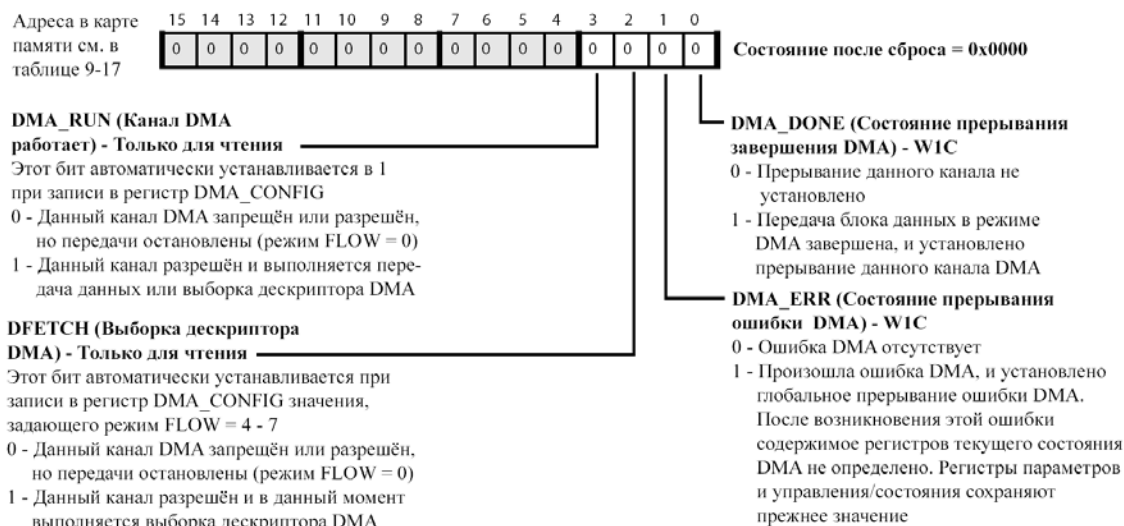 Адреса в карте
памяти см. в
таблице 9-17
15 14 13 12 11 10 9 8 7 6 5 4 3 2 1 0
0 0 0 0 0 0 0 0 0 0 0 0 0 0 0 0
Состояние после сброса = 0x0000
DMA_RUN (Канал DMA
работает) - Только для чтения
Этот бит автоматически устанавливается в 1
при записи в регистр DMA_CONFIG
0 - Данный канал DMA запрещён или разрешён,
но передачи остановлены (режим FLOW = 0)
1 - Данный канал разрешён и выполняется пере-
дача данных или выборка дескриптора DMA
DFETCH (Выборка дескриптора
DMA) - Только для чтения
Этот бит автоматически устанавливается при
записи в регистр DMA_CONFIG значения,
задающего режим FLOW = 4 - 7
0 - Данный канал DMA запрещён или разрешён,
но передачи остановлены (режим FLOW = 0)
1 - Данный канал разрешён и в данный момент
выполняется выборка дескриптора DMA
DMA_DONE (Состояние прерывания
завершения DMA) - W1C
0 - Прерывание данного канала не
установлено
1 - Передача блока данных в режиме
DMA завершена, и установлено
прерывание данного канала DMA
DMA_ERR (Состояние прерывания
ошибки DMA) - W1C
0 - Ошибка DMA отсутствует
1 - Произошла ошибка DMA, и установлено
глобальное прерывание ошибки DMA.
После возникновения этой ошибки
содержимое регистров текущего состояния
DMA не определено. Регистры параметров
и управления/состояния сохраняют
прежнее значение